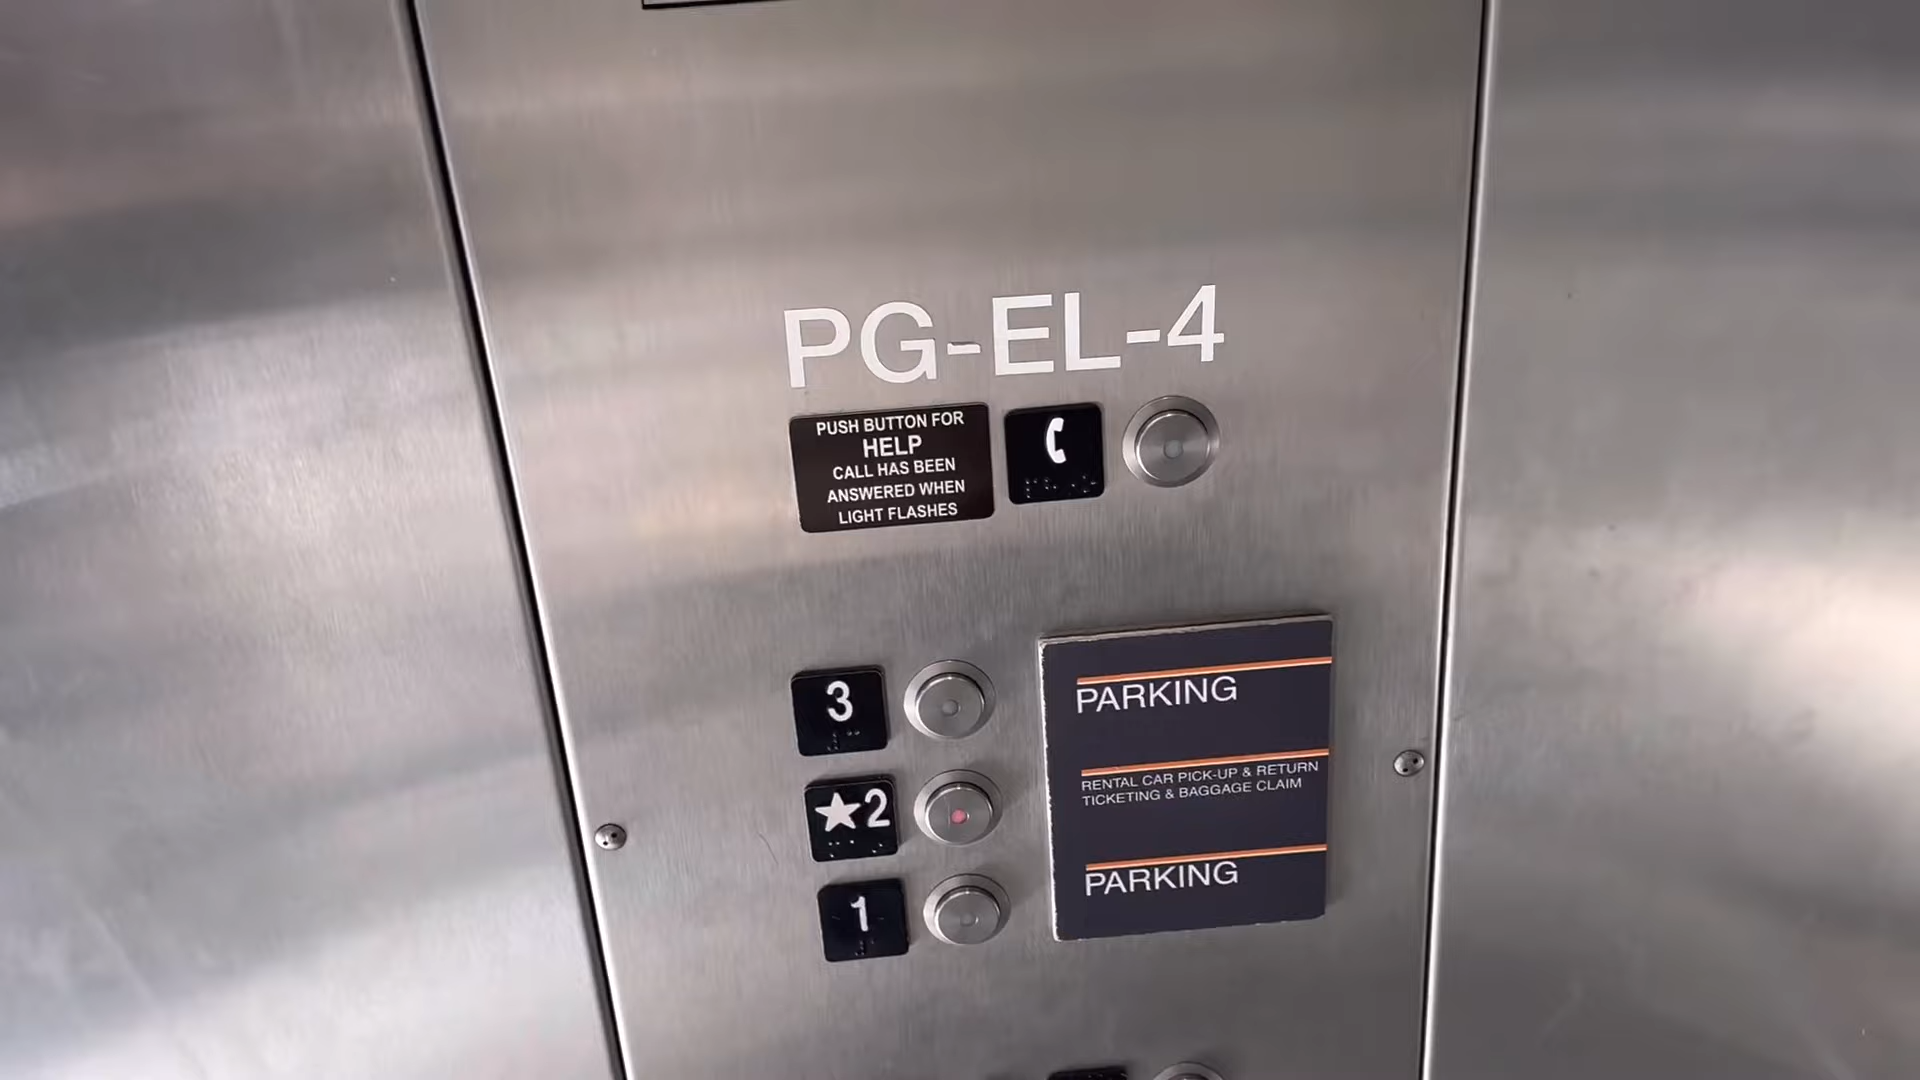 PG-EL-4
PUSH BUTTON FOR
HELP
CALL HAS BEEN
ANSWERED WHEN
LIGHT FLASHES
3
PARKING
★2
RENTAL CAR PICK-UP & RETURN
TICKETING & BAGGAGE CLAIM
1
PARKING